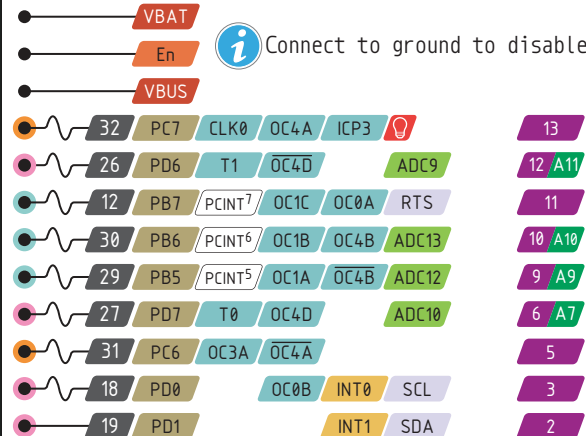 VBAT
En i Connect to ground to disable
VBUS
32 PC7 CLK0 OC4A ICP3 13
26 PD6 T1 OC4D ADC9 12 A11
12 PB7 PCINT7 OC1C OC0A RTS 11
30 PB6 PCINT6 OC1B OC4B ADC13 10 A10
29 PB5 PCINT5 OC1A OC4B ADC12 9 A9
27 PD7 T0 OC4D ADC10 6 A7
31 PC6 OC3A OC4A 5
18 PD0 OC0B INT0 SCL 3
19 PD1 INT1 SDA 2